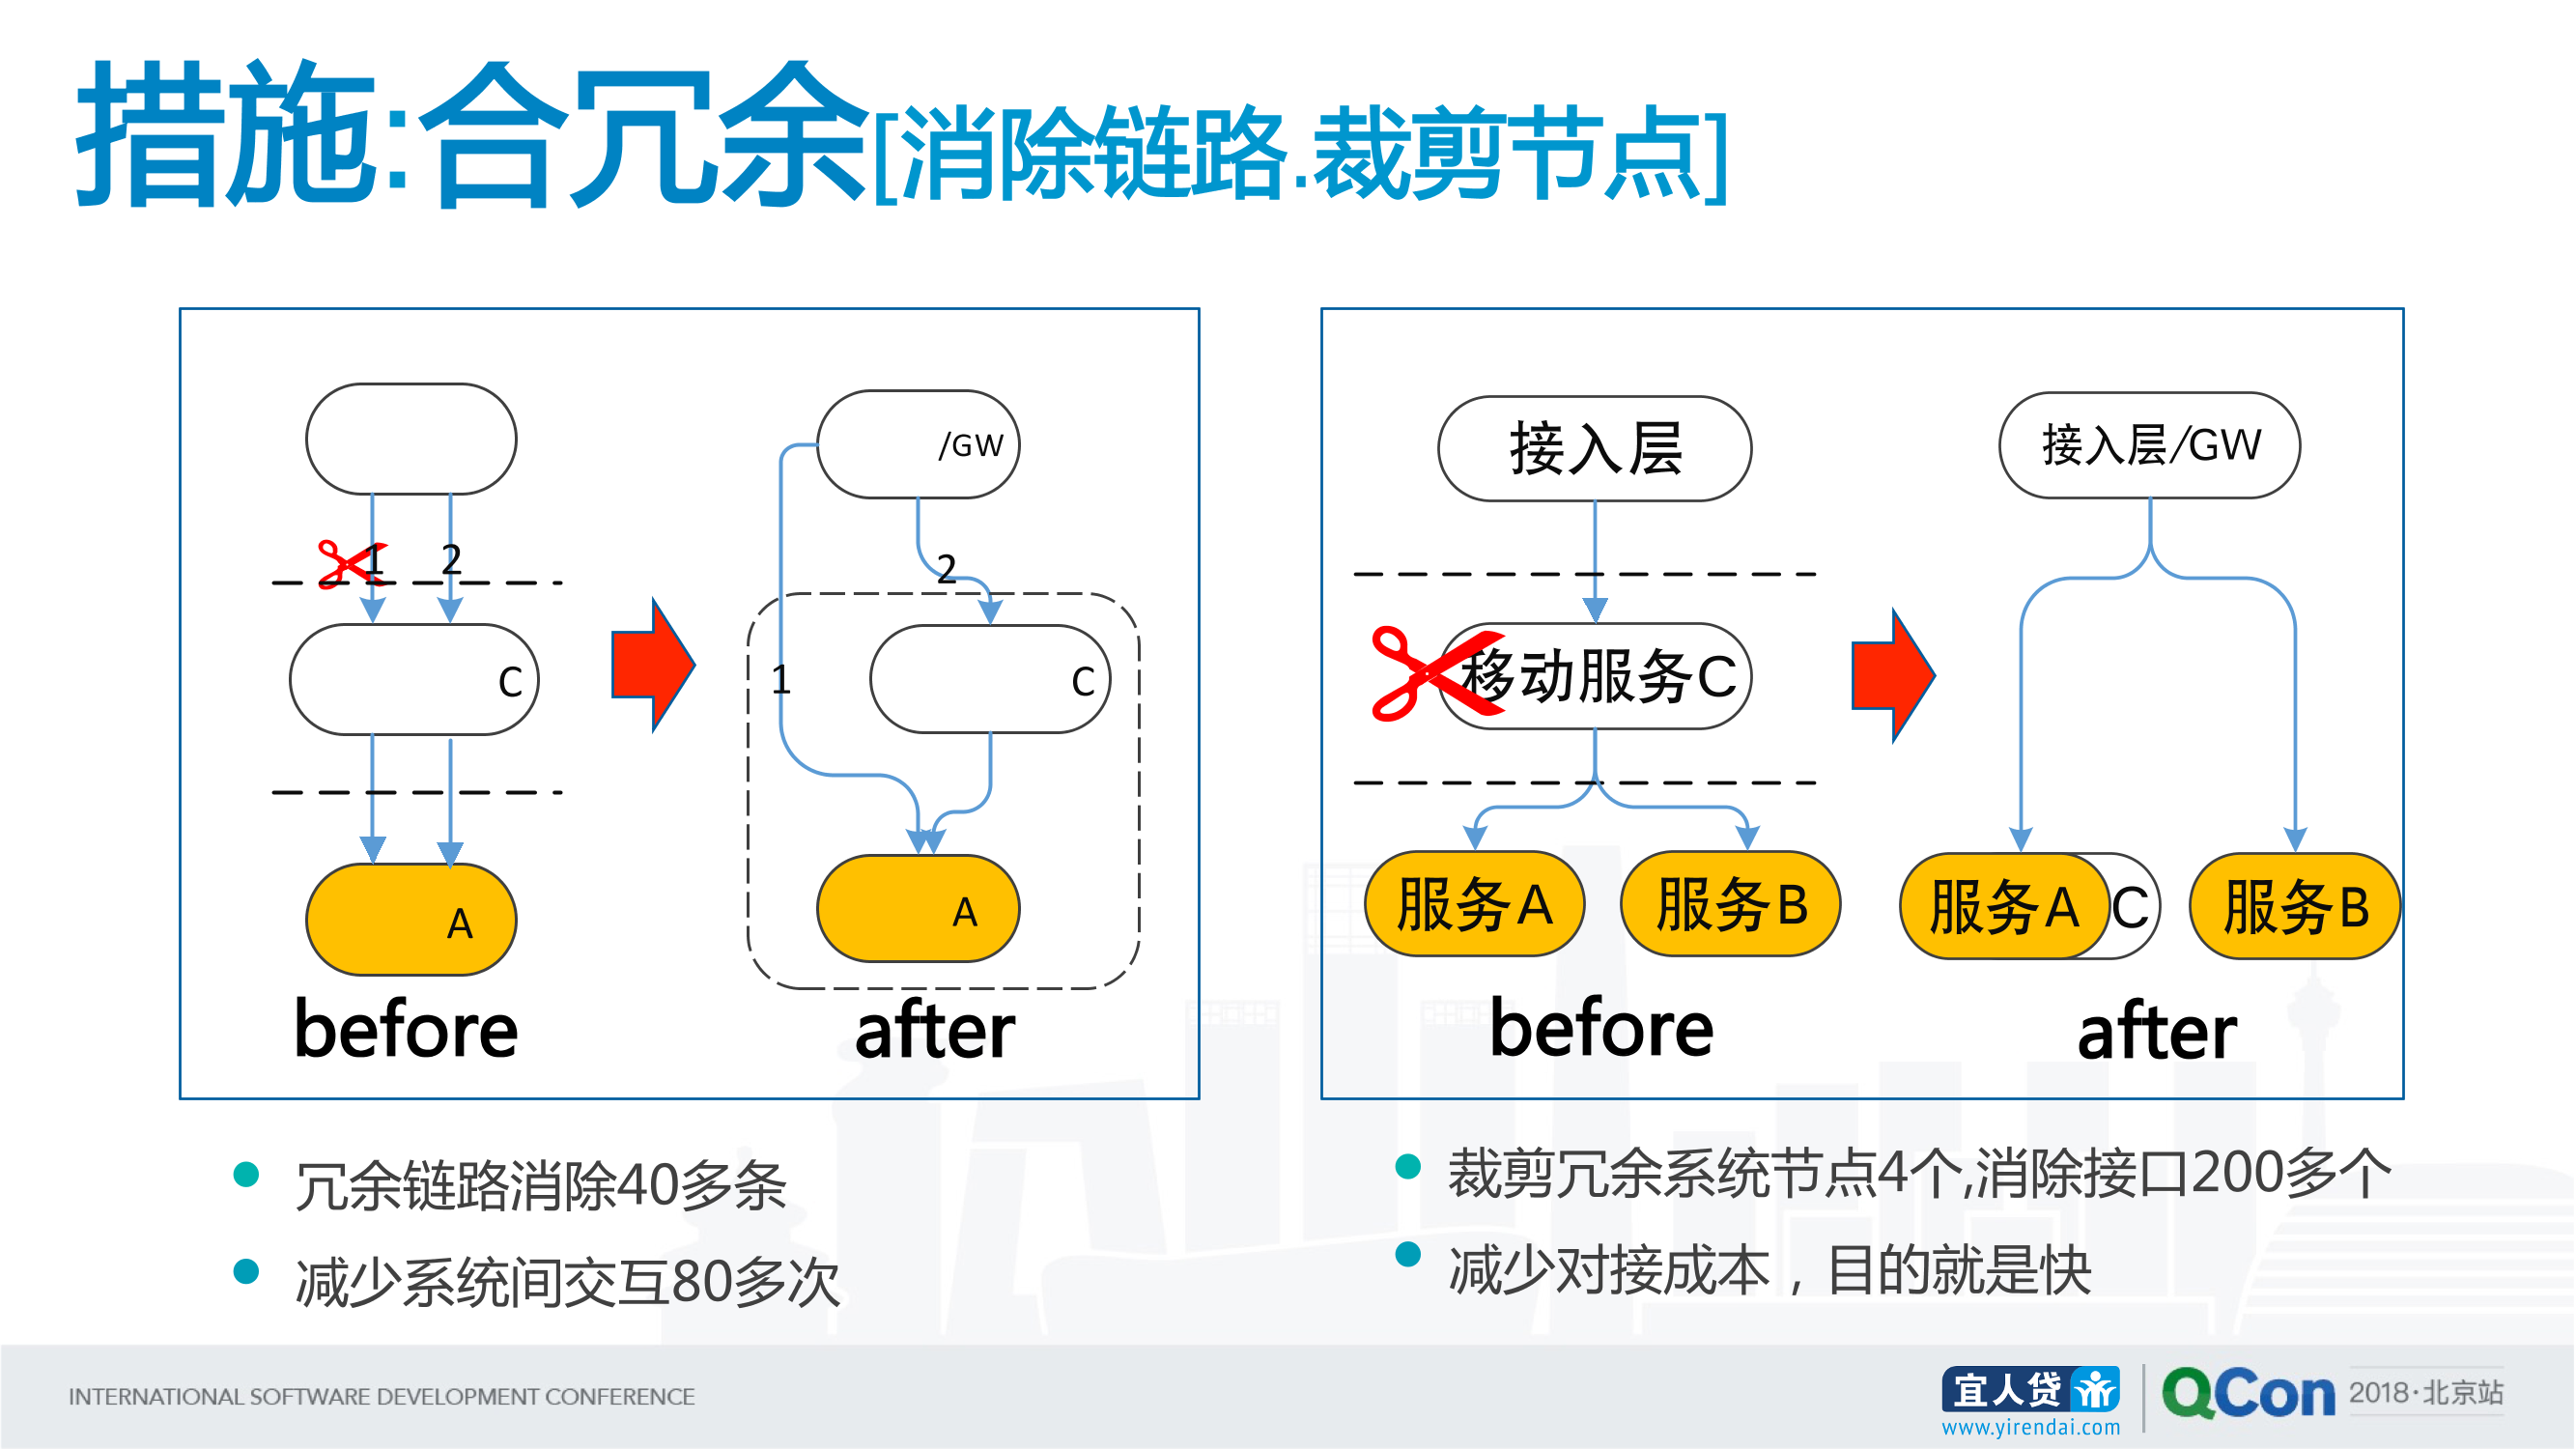 措施:合冗余[消除链路.裁剪节点]
1
2
C
A
before
/GW
2
1
C
A
after
接入层
移动服务C
服务A
服务B
before
接入层/GW
服务A
C
服务B
after
冗余链路消除40多条
减少系统间交互80多次
裁剪冗余系统节点4个,消除接口200多个
减少对接成本，目的就是快
INTERNATIONAL SOFTWARE DEVELOPMENT CONFERENCE
宜人贷
www.yirendai.com
QCon
2018·北京站